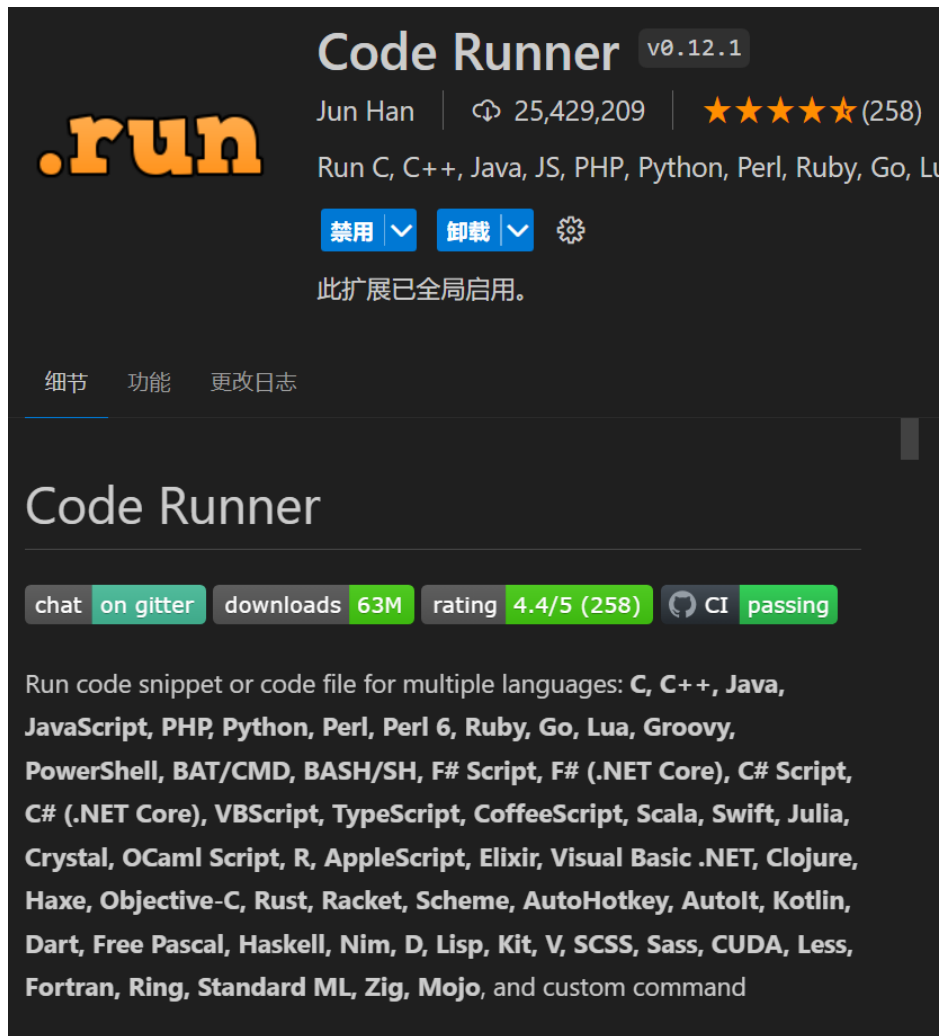 Code Runner v0.12.1
.run
Jun Han 25,429,209 (258)
Run C, C++, Java, JS, PHP, Python, Perl, Ruby, Go,
禁用 卸载
此扩展已全局启用。
细节 功能 更改日志
Code Runner
chat on gitter downloads 63M rating 4.4/5 (258) CI passing
Run code snippet or code file for multiple languages: C, C++, Java,
JavaScript, PHP, Python, Perl, Perl 6, Ruby, Go, Lua, Groovy,
PowerShell, BAT/CMD, BASH/SH, F# Script, F# (.NET Core), C# Script,
C# (.NET Core), VBScript, TypeScript, CoffeeScript, Scala, Swift, Julia,
Crystal, OCaml Script, R, AppleScript, Elixir, Visual Basic .NET, Clojure,
Haxe, Objective-C, Rust, Racket, Scheme, AutoHotkey, AutoIt, Kotlin,
Dart, Free Pascal, Haskell, Nim, D, Lisp, Kit, V, SCSS, Sass, CUDA, Less,
Fortran, Ring, Standard ML, Zig, Mojo, and custom command